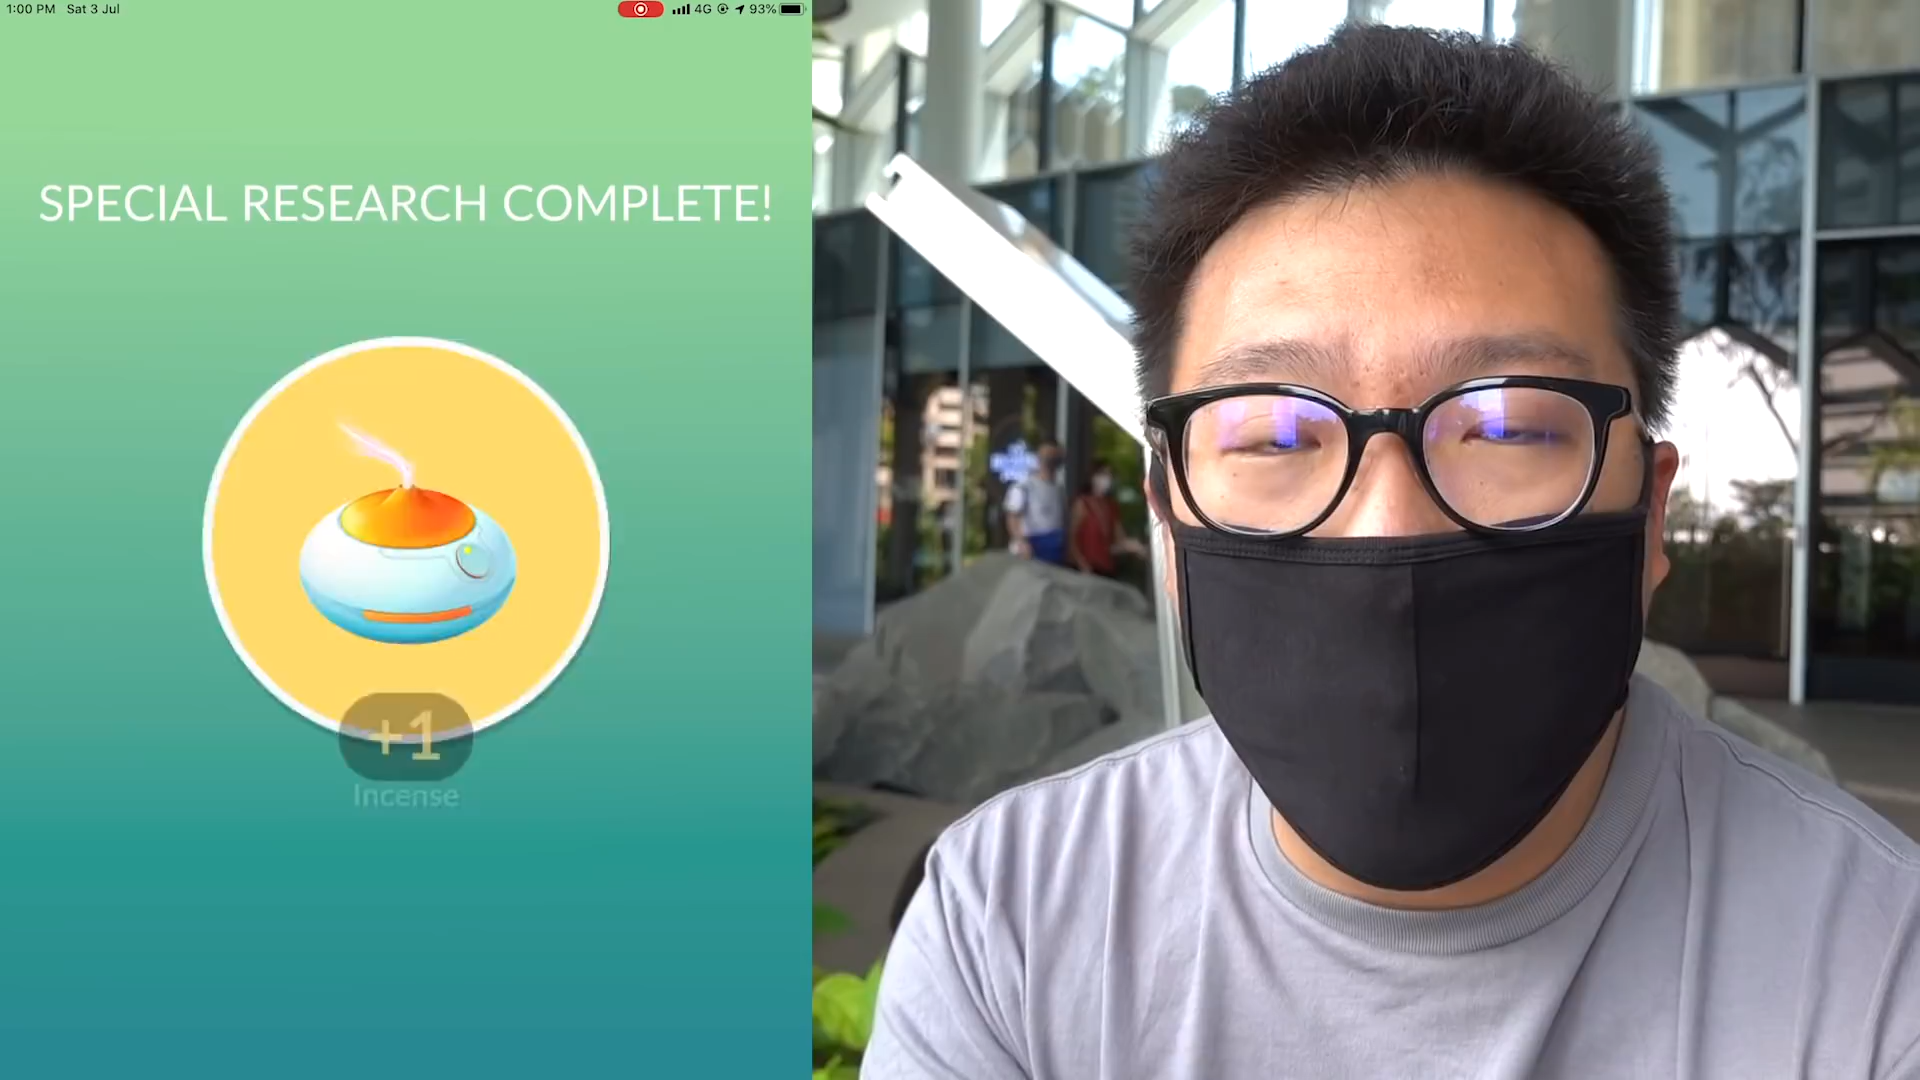 1:00 PM Sat 3 Jul
4G 93%
SPECIAL RESEARCH COMPLETE!
+1
Incense